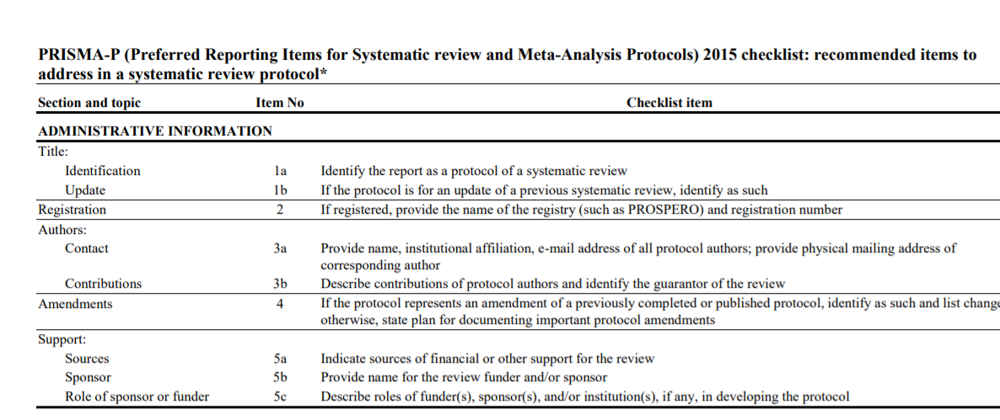 PRISMA-P (Preferred Reporting Items for Systematic review and Meta-Analysis Protocols) 2015 checklist: recommended items to
address in a systematic review protocol*
Section and topic Item No Checklist item
ADMINISTRATIVE INFORMATION
Title:
Identification 1a Identify the report as a protocol of a systematic review
Update 1b If the protocol is for an update of a previous systematic review, identify as such
Registration 2 If registered, provide the name of the registry (such as PROSPERO) and registration number
Authors:
Contact 3a Provide name, institutional affiliation, e-mail address of all protocol authors; provide physical mailing address of
corresponding author
Contributions 3b Describe contributions of protocol authors and identify the guarantor of the review
Amendments 4 If the protocol represents an amendment of a previously completed or published protocol, identify as such and list change
otherwise, state plan for documenting important protocol amendments
Support:
Sources 5a Indicate sources of financial or other support for the review
Sponsor 5b Provide name for the review funder and/or sponsor
Role of sponsor or funder 5c Describe roles of funder(s), sponsor(s), and/or institution(s), if any, in developing the protocol